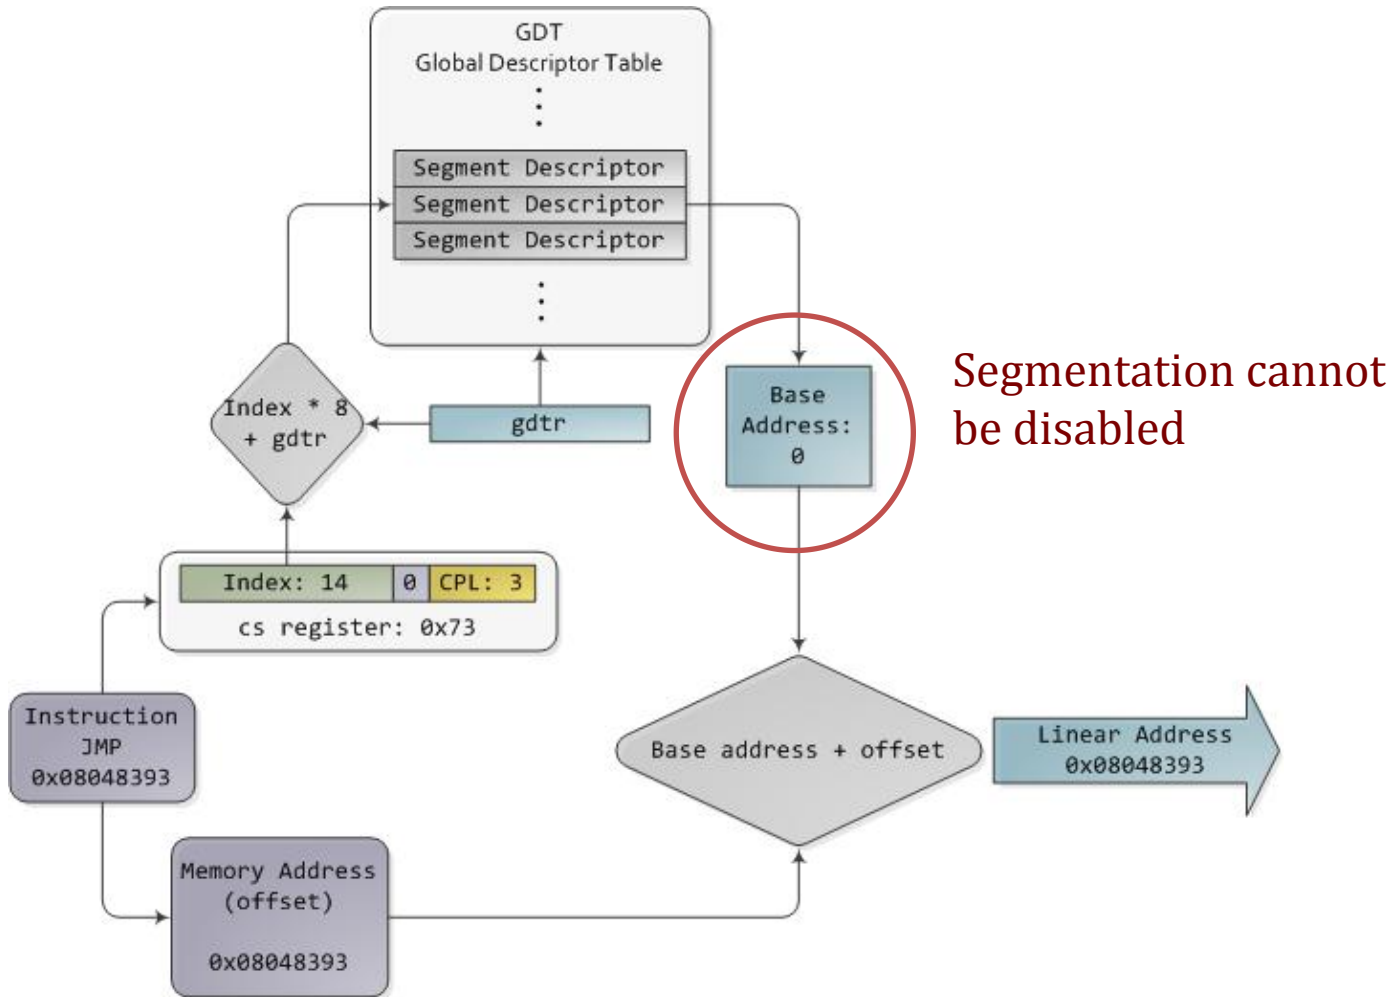 GDT
Global Descriptor Table
Segment Descriptor
Segment Descriptor
Segment Descriptor
Index * 8
+ gdtr
gdtr
Base
Address:
0
Segmentation cannot
be disabled
Index: 14 0 CPL: 3
cs register: 0x73
Instruction
JMP
0x08048393
Base address + offset
Linear Address
0x08048393
Memory Address
(offset)
0x08048393